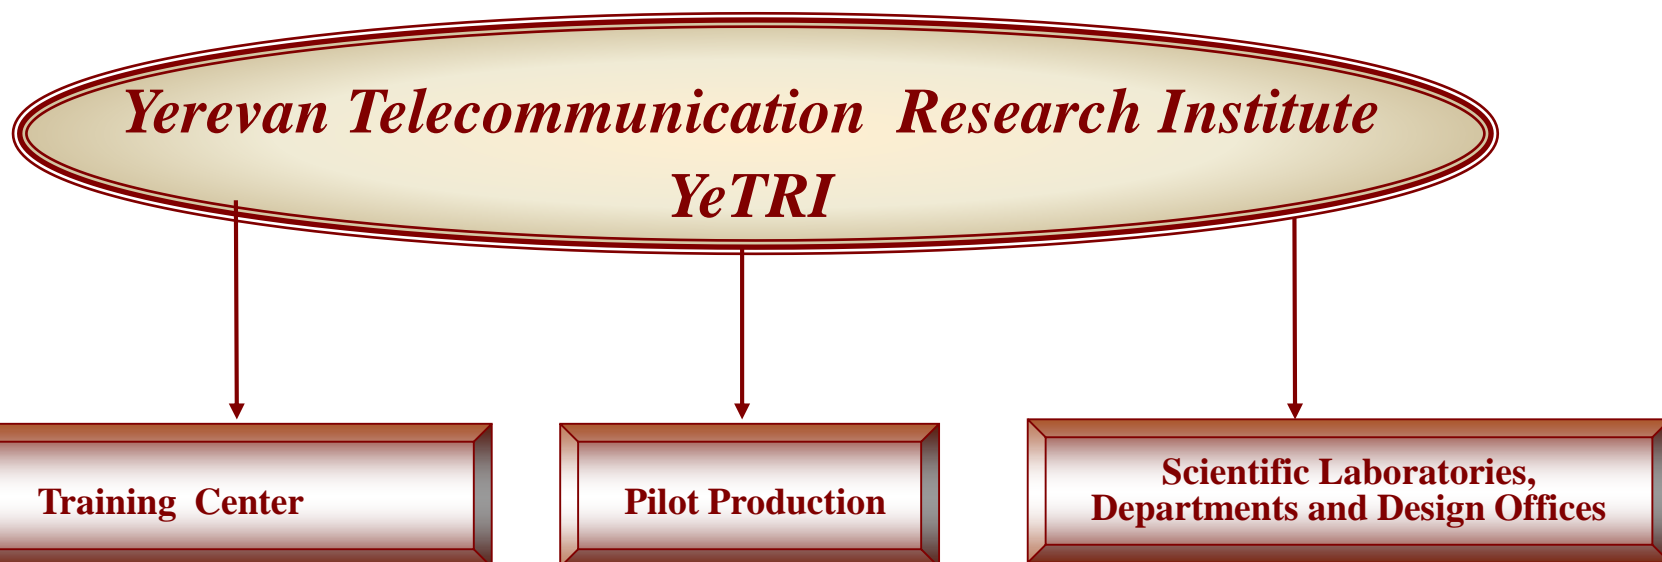 Yerevan Telecommunication Research Institute
YeTRI
Training Center
Pilot Production
Scientific Laboratories,
Departments and Design Offices